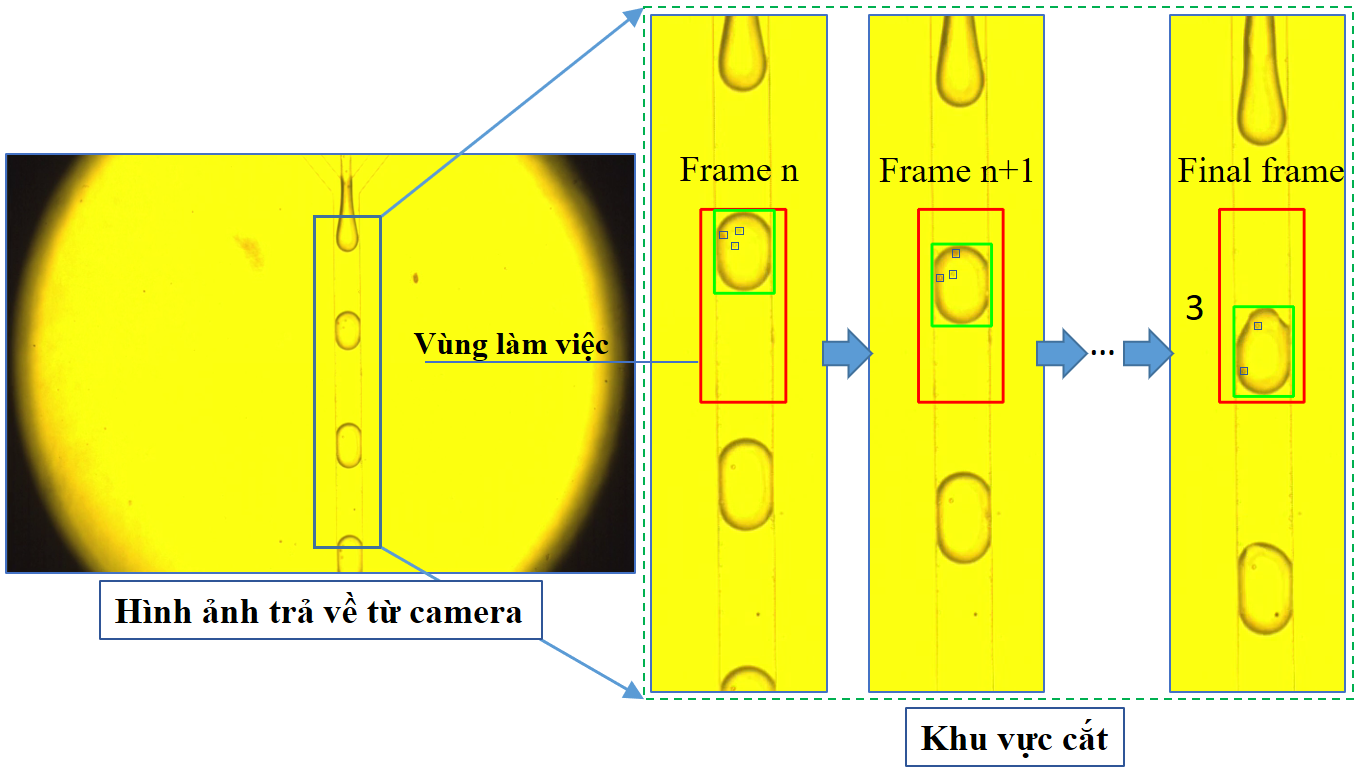 Frame n
Frame n+1
Final frame
3
Vùng làm việc
...
Hình ảnh trả về từ camera
Khu vực cắt